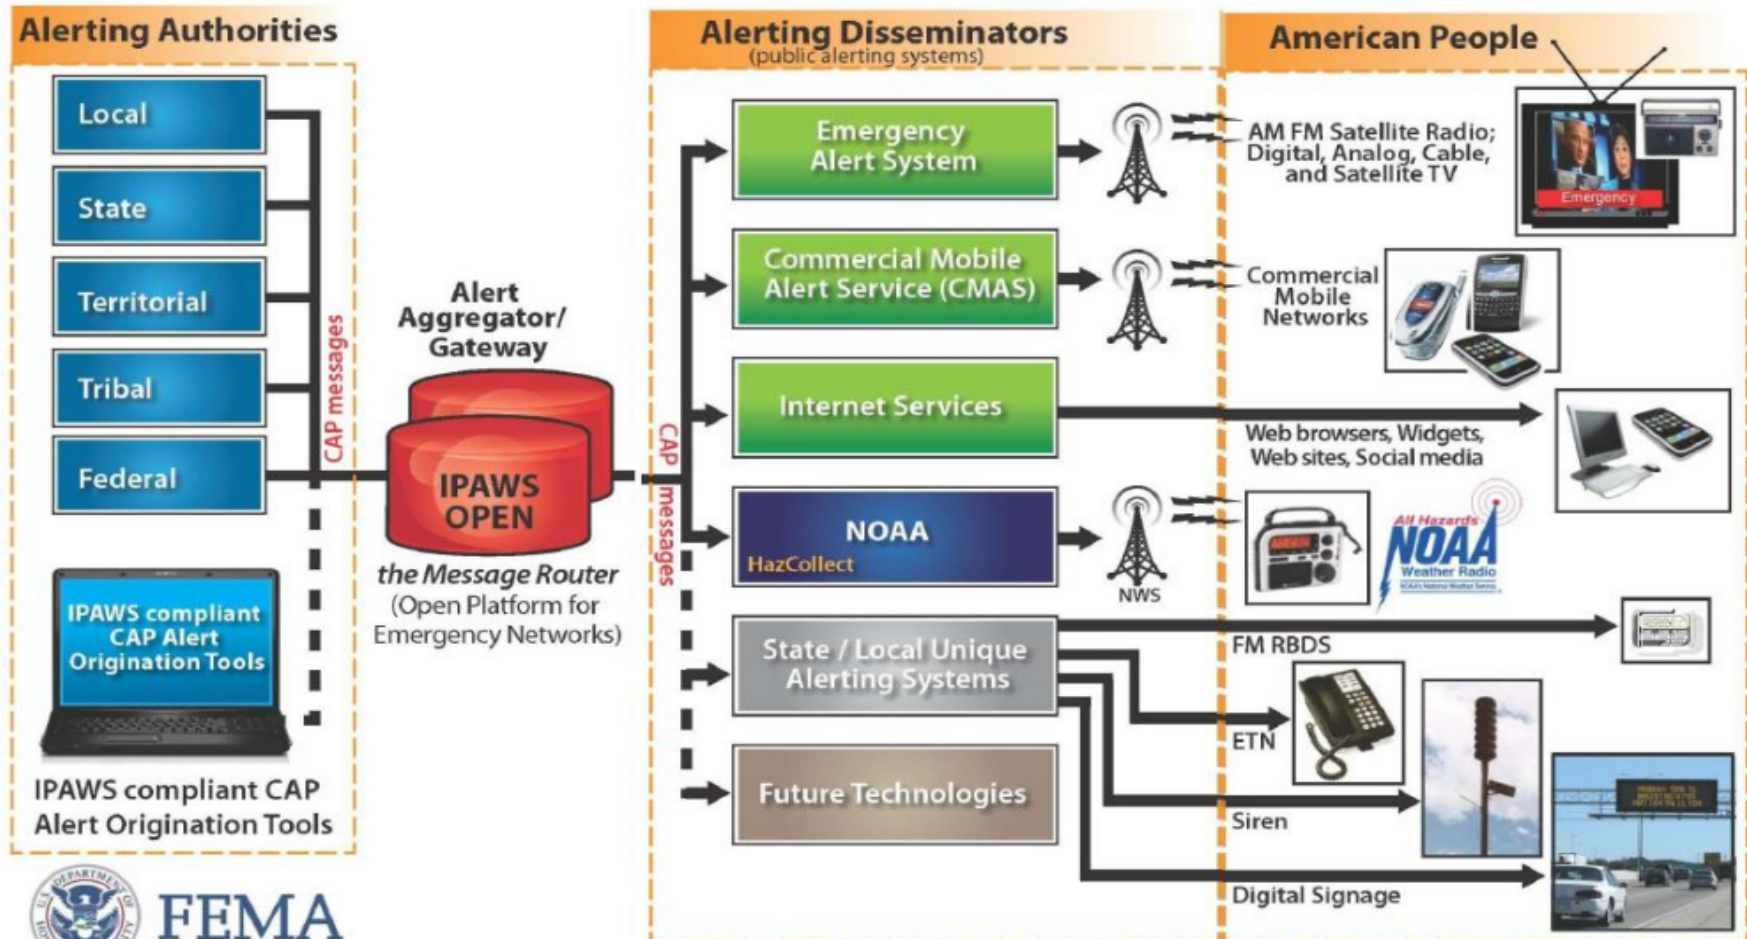 Alerting Authorities
Local
State
Territorial
Tribal
Federal
CAP messages
IPAWS compliant
CAP Alert
Origination Tools
IPAWS compliant CAP
Alert Origination Tools
FEMA
Alert
Aggregator/
Gateway
IPAWS
OPEN
the Message Router
(Open Platform for
Emergency Networks)
Alerting Disseminators
(public alerting systems)
CAP messages
Emergency
Alert System
Commercial Mobile
Alert Service (CMAS)
Internet Services
NOAA
HazCollect
NWS
State / Local Unique
Alerting Systems
Future Technologies
American People
AM FM Satellite Radio;
Digital, Analog, Cable,
and Satellite TV
Emergency
Commercial
Mobile
Networks
Web browsers, Widgets,
Web sites, Social media
All Hazards
NOAA
Weather Radio
FM RBDS
ETN
Siren
Digital Signage